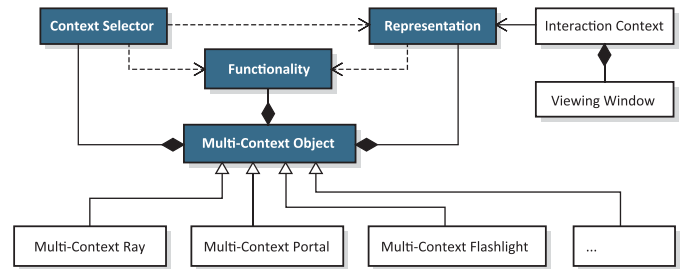 Context Selector
Representation
Interaction Context
Functionality
Viewing Window
Multi-Context Object
Multi-Context Ray
Multi-Context Portal
Multi-Context Flashlight
...